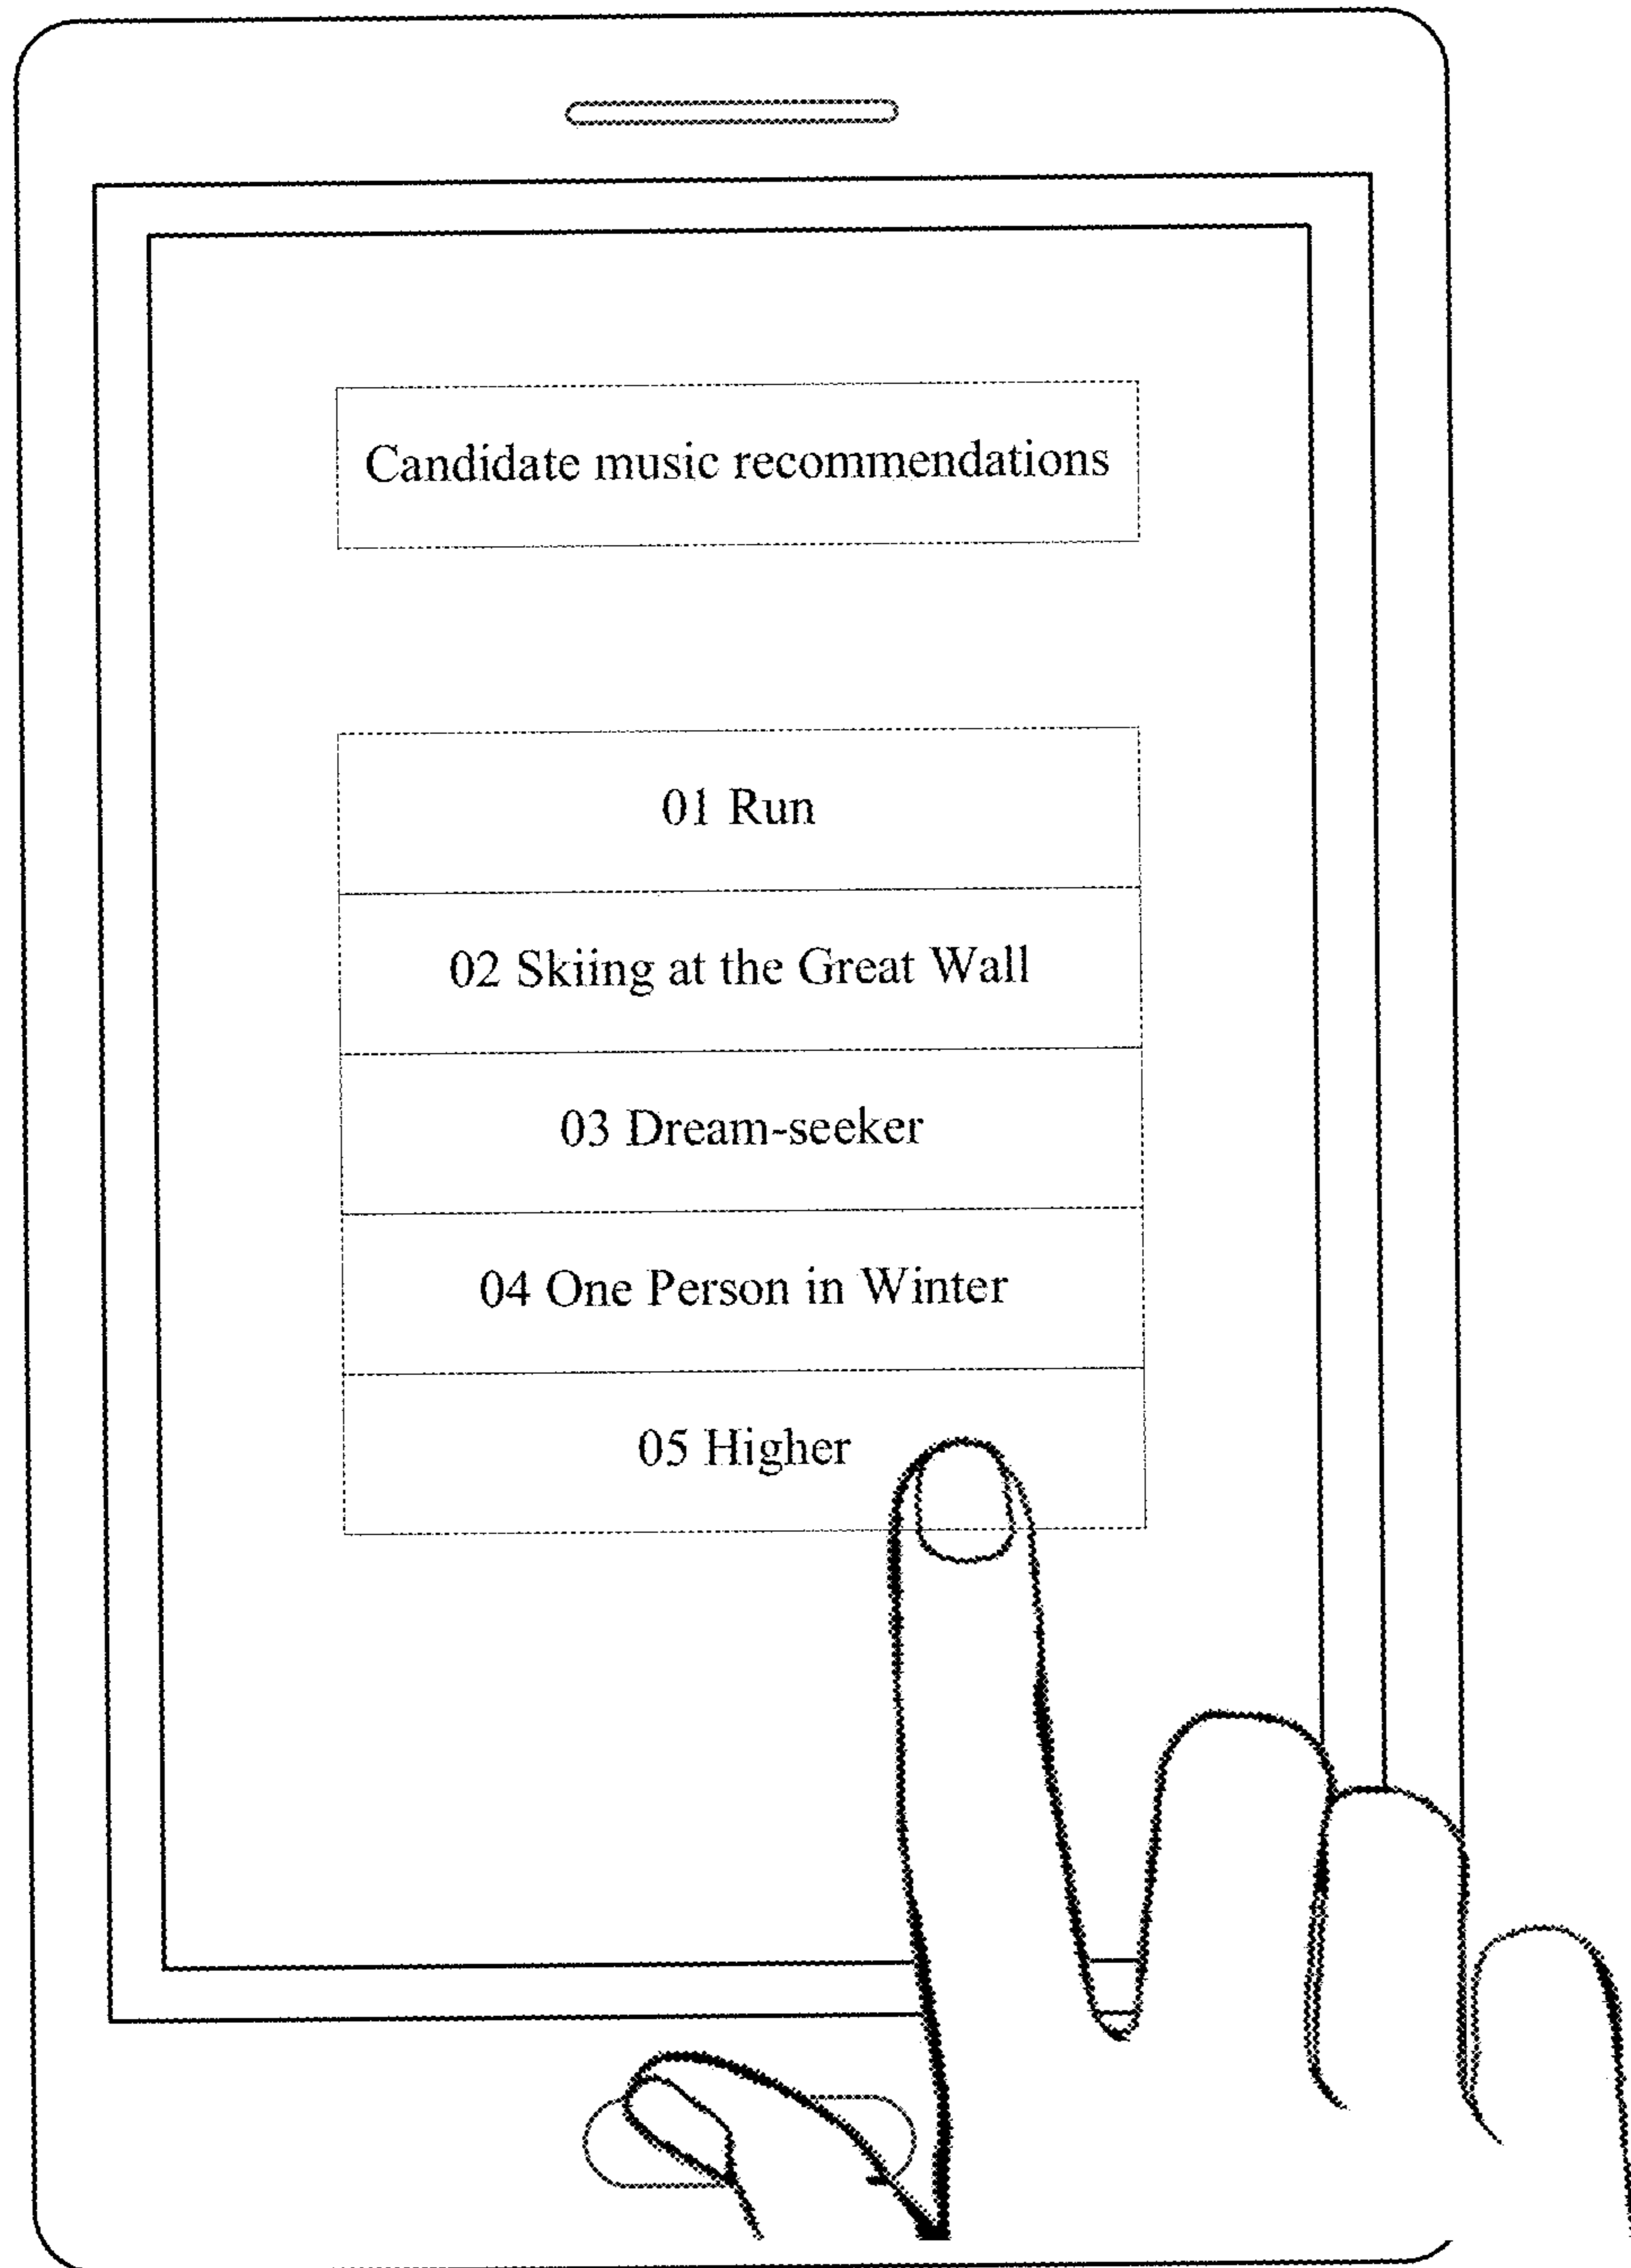 Candidate music recommendations
01 Run
02 Skiing at the Great Wall
03 Dream-seeker
04 One Person in Winter
05 Higher